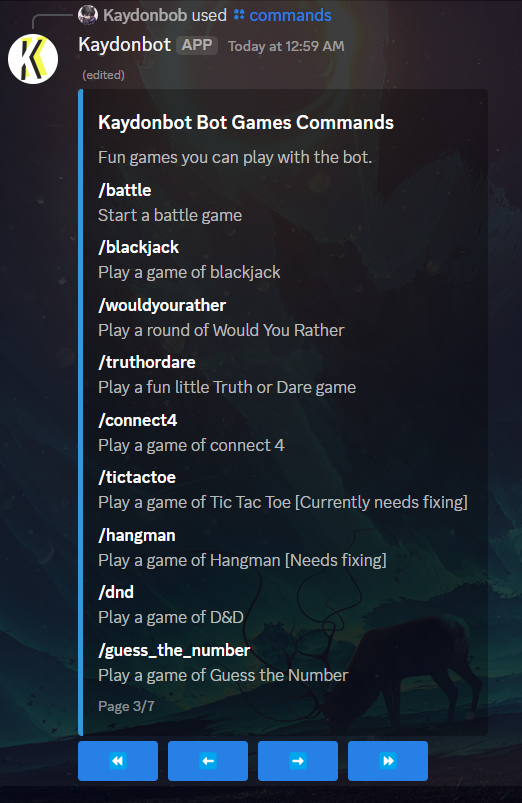 Kaydonbob used commands
Kaydonbot APP Today at 12:59 AM
(edited)
Kaydonbot Bot Games Commands
Fun games you can play with the bot.
/battle
Start a battle game
/blackjack
Play a game of blackjack
/wouldyourather
Play a round of Would You Rather
/truthordare
Play a fun little Truth or Dare game
/connect4
Play a game of connect 4
/tictactoe
Play a game of Tic Tac Toe [Currently needs fixing]
/hangman
Play a game of Hangman [Needs fixing]
/dnd
Play a game of D&D
/guess_the_number
Play a game of Guess the Number
Page 3/7